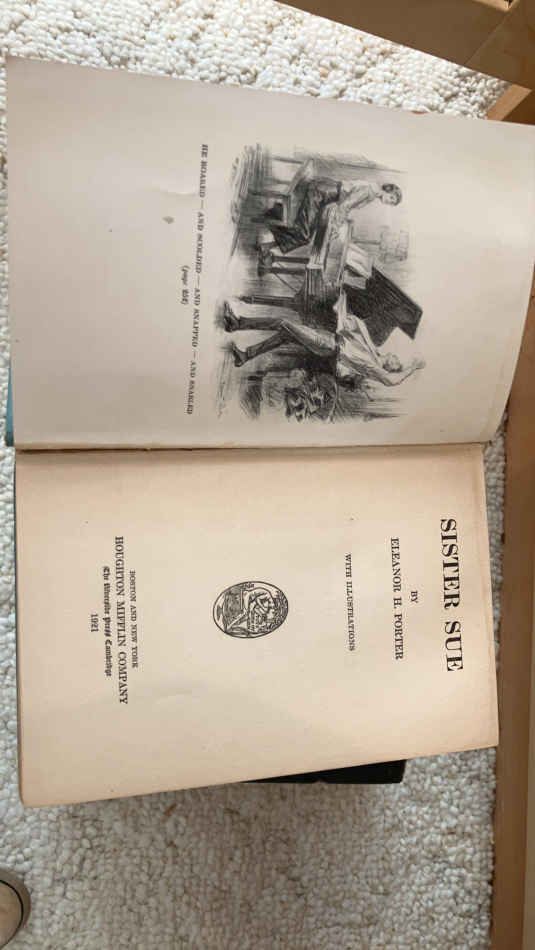 HE ROARED — AND SCOLDED — AND SNAPPED — AND SNARLED
(page 252)
SISTER SUE
BY
ELEANOR H. PORTER
WITH ILLUSTRATIONS
BOSTON AND NEW YORK
HOUGHTON MIFFLIN COMPANY
The Riverside Press Cambridge
1921